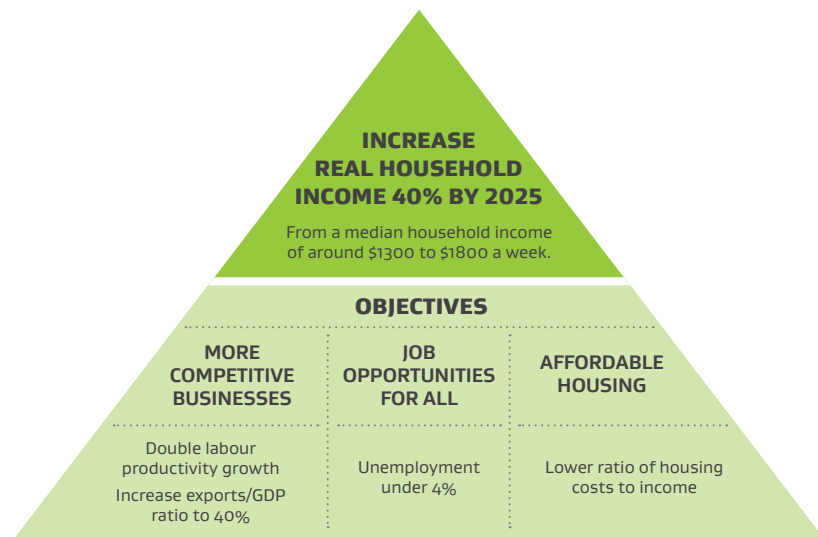 INCREASE
REAL HOUSEHOLD
INCOME 40% BY 2025
From a median household income
of around $1300 to $1800 a week.
OBJECTIVES
MORE
COMPETITIVE
BUSINESSES
Double labour
productivity growth
Increase exports/GDP
ratio to 40%
JOB
OPPORTUNITIES
FOR ALL
Unemployment
under 4%
AFFORDABLE
HOUSING
Lower ratio of housing
costs to income